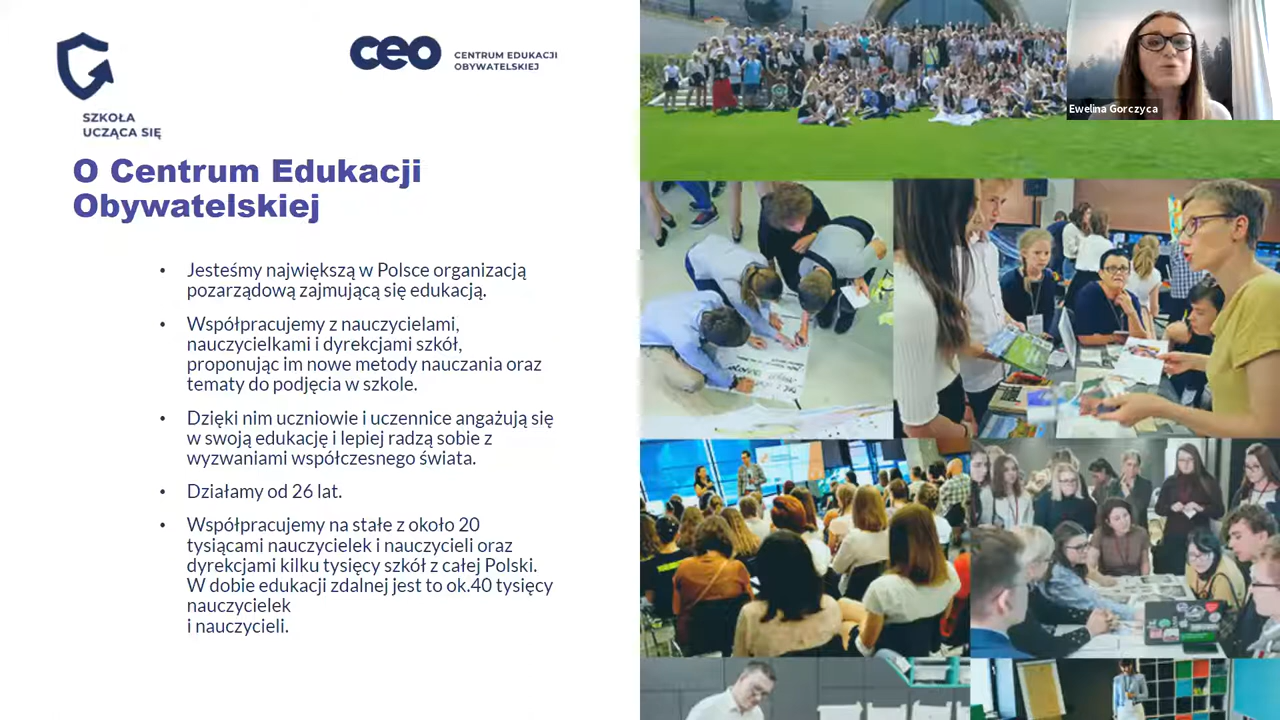 SZKOŁA
UCZĄCA SIĘ
ceo
CENTRUM EDUKACJI
OBYWATELSKIEJ
Ewelina Gorczyca
O Centrum Edukacji
Obywatelskiej
• Jesteśmy największą w Polsce organizacją
pozarządową zajmującą się edukacją.
• Współpracujemy z nauczycielami,
nauczycielkami i dyrekcjami szkół,
proponując im nowe metody nauczania oraz
tematy do podjęcia w szkole.
• Dzięki nim uczniowie i uczennice angażują się
w swoją edukację i lepiej radzą sobie z
wyzwaniami współczesnego świata.
• Działamy od 26 lat.
• Współpracujemy na stałe z około 20
tysiącami nauczycielek i nauczycieli oraz
dyrekcjami kilku tysięcy szkół z całej Polski.
W dobie edukacji zdalnej jest to ok.40 tysięcy
nauczycielek
i nauczycieli.